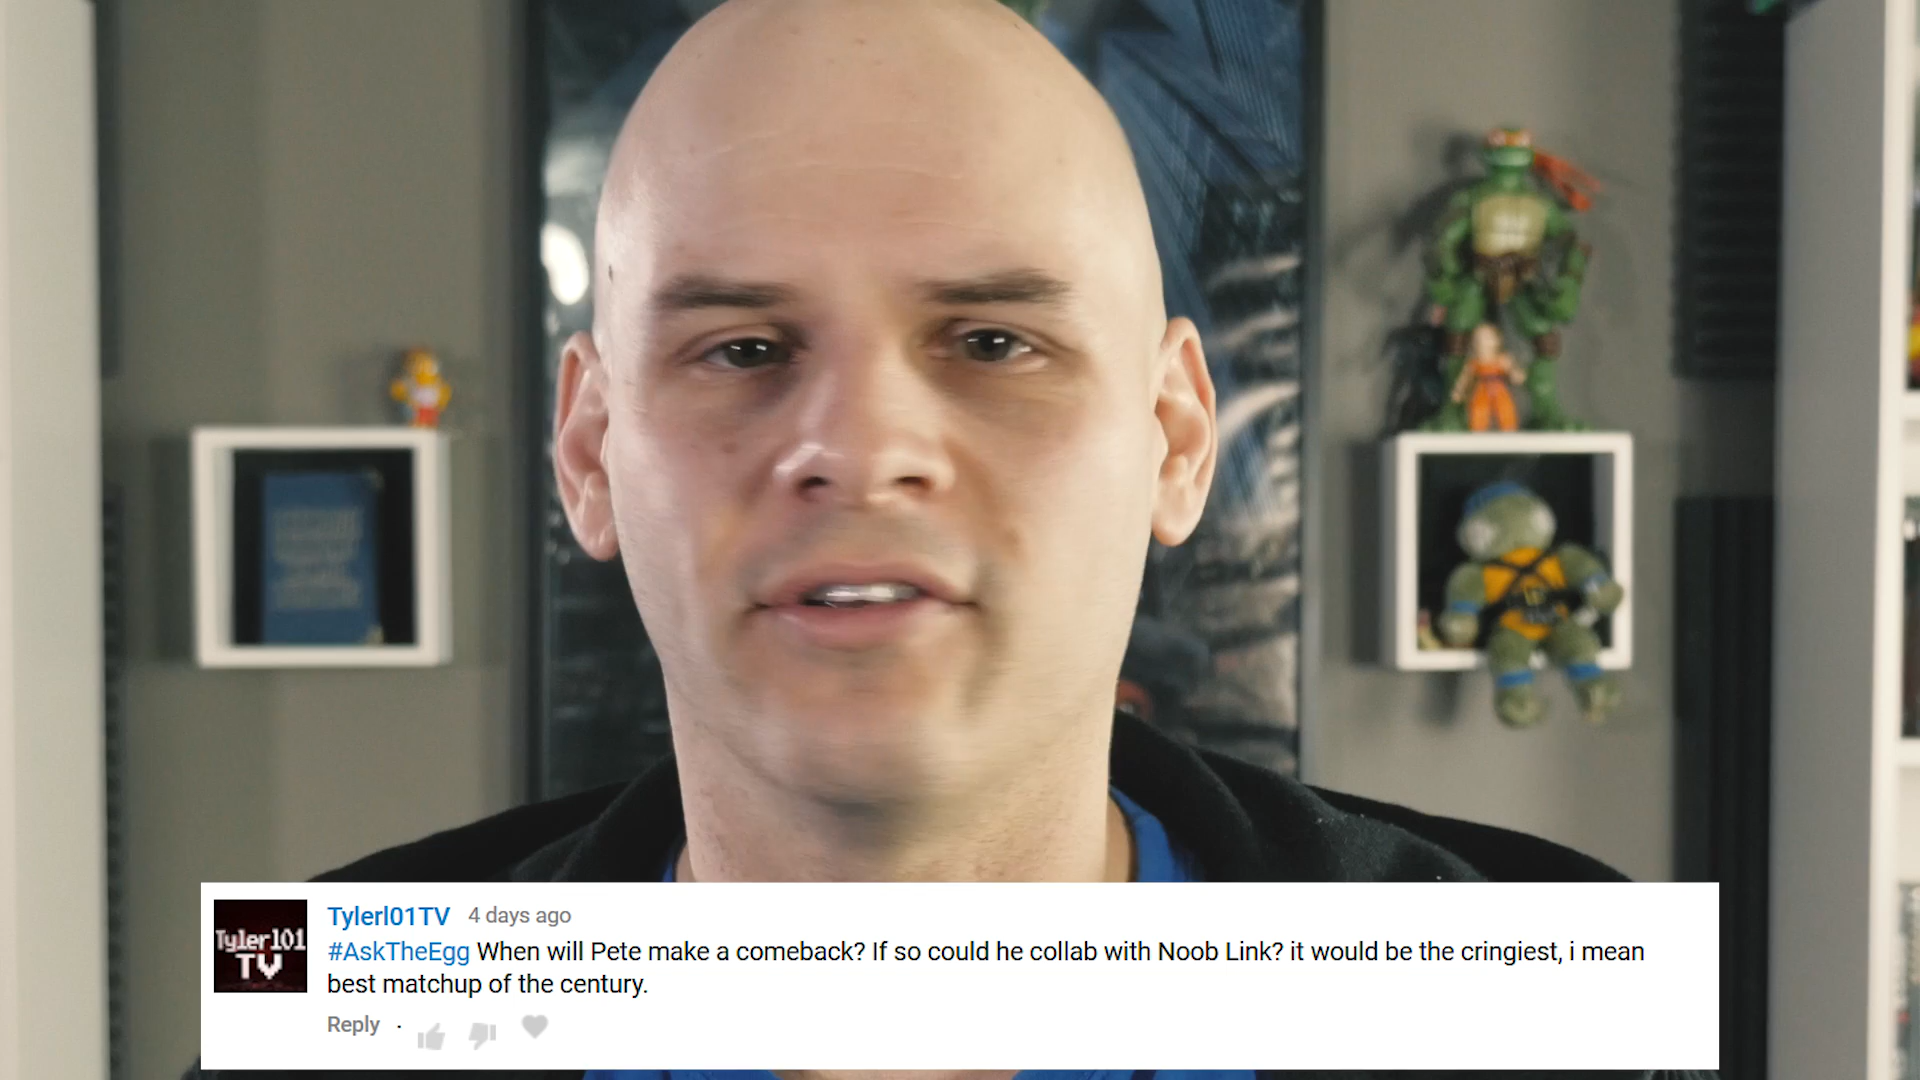 Tyler101
TV
Tylerl01TV 4 days ago
#AskTheEgg When will Pete make a comeback? If so could he collab with Noob Link? it would be the cringiest, i mean
best matchup of the century.
Reply ·